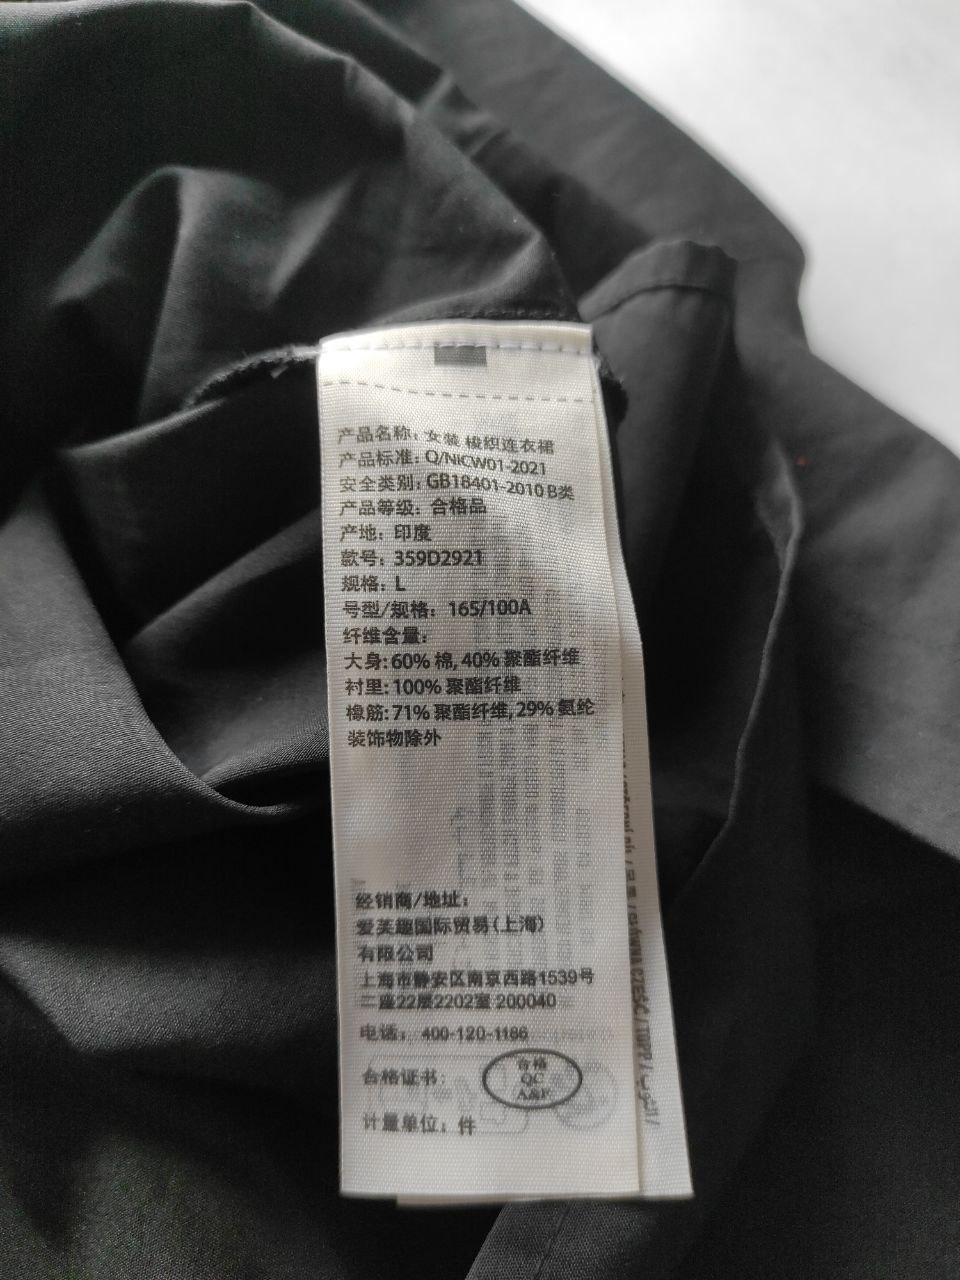 产品名称: 女装 梭织连衣裙
产品标准: Q/NICW01-2021
安全类别: GB18401-2010 B类
产品等级: 合格品
产地: 印度
款号: 359D2921
规格: L
号型/规格: 165/100A
纤维含量:
大身: 60% 棉, 40% 聚酯纤维
衬里: 100% 聚酯纤维
橡筋: 71% 聚酯纤维, 29% 氨纶
装饰物除外
经销商/地址:
爱芙趣国际贸易(上海)
有限公司
上海市静安区南京西路1539号
二座22层2202室 200040
电话: 400-120-1186
合格证书:
合格
QC
A&F
计量单位: 件